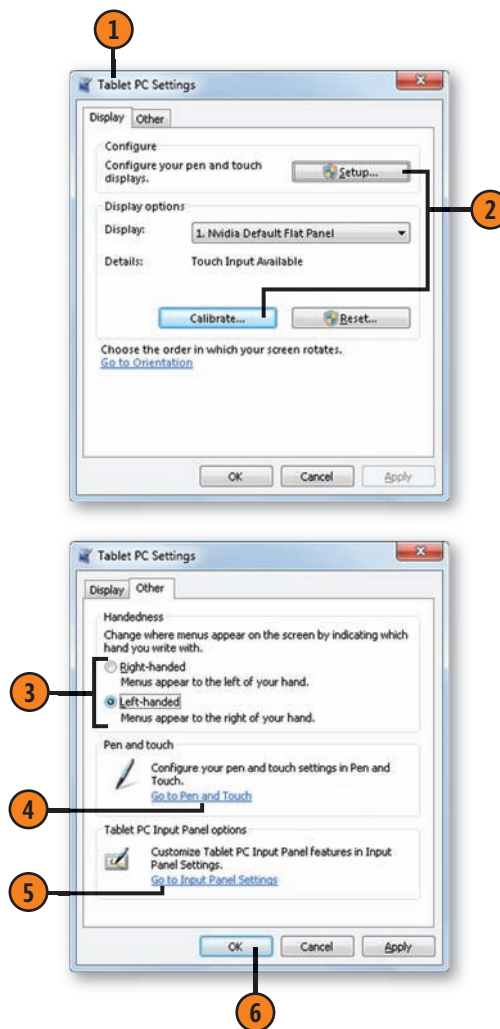 1
Tablet PC Settings
Display Other
Configure
Configure your pen and touch
displays.
Setup...
2
Display options
Display: 1. Nvidia Default Flat Panel
Details: Touch Input Available
Calibrate... Reset...
Choose the order in which your screen rotates.
Go to Orientation
OK Cancel Apply
Tablet PC Settings
Display Other
Handedness
Change where menus appear on the screen by indicating which
hand you write with.
Right-handed
3
Menus appear to the left of your hand.
Left-handed
Menus appear to the right of your hand.
Pen and touch
Configure your pen and touch settings in Pen and
Touch.
4
Go to Pen and Touch
Tablet PC Input Panel options
Customize Tablet PC Input Panel features in Input
Panel Settings.
5
Go to Input Panel Settings
OK Cancel Apply
6